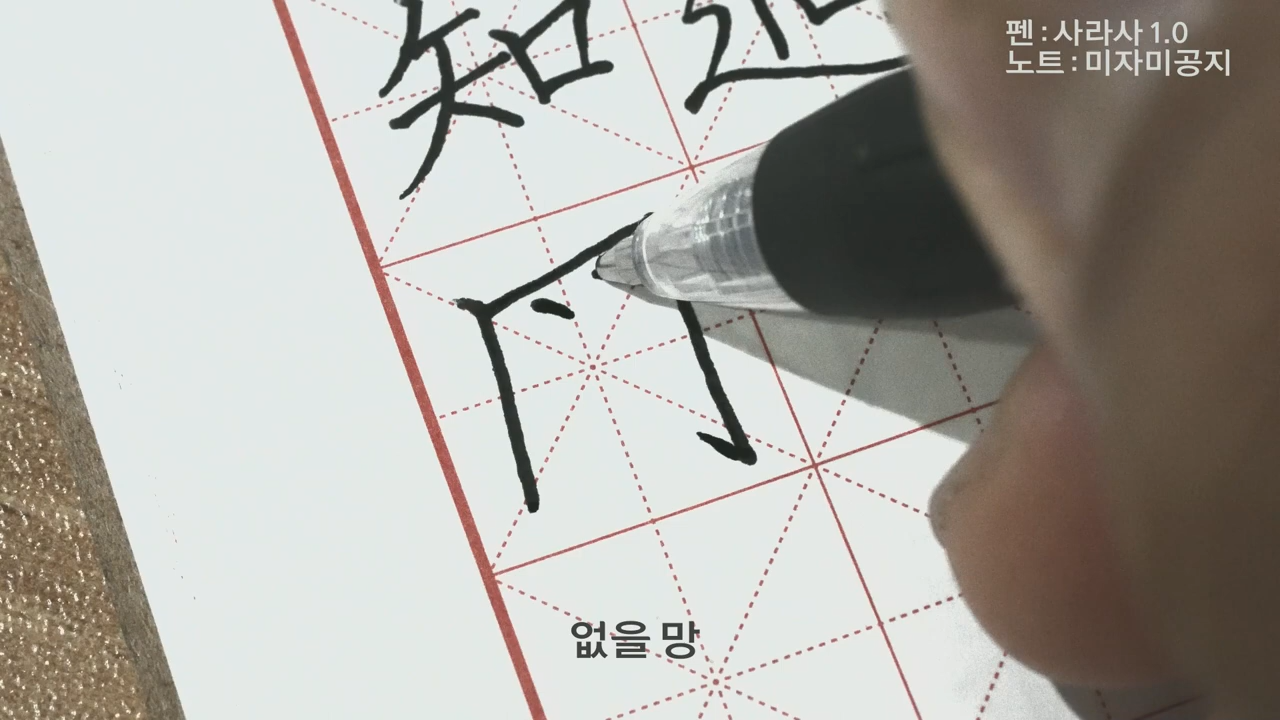 펜 : 사라사 1.0
노트 : 미자미공지
知
없을 망